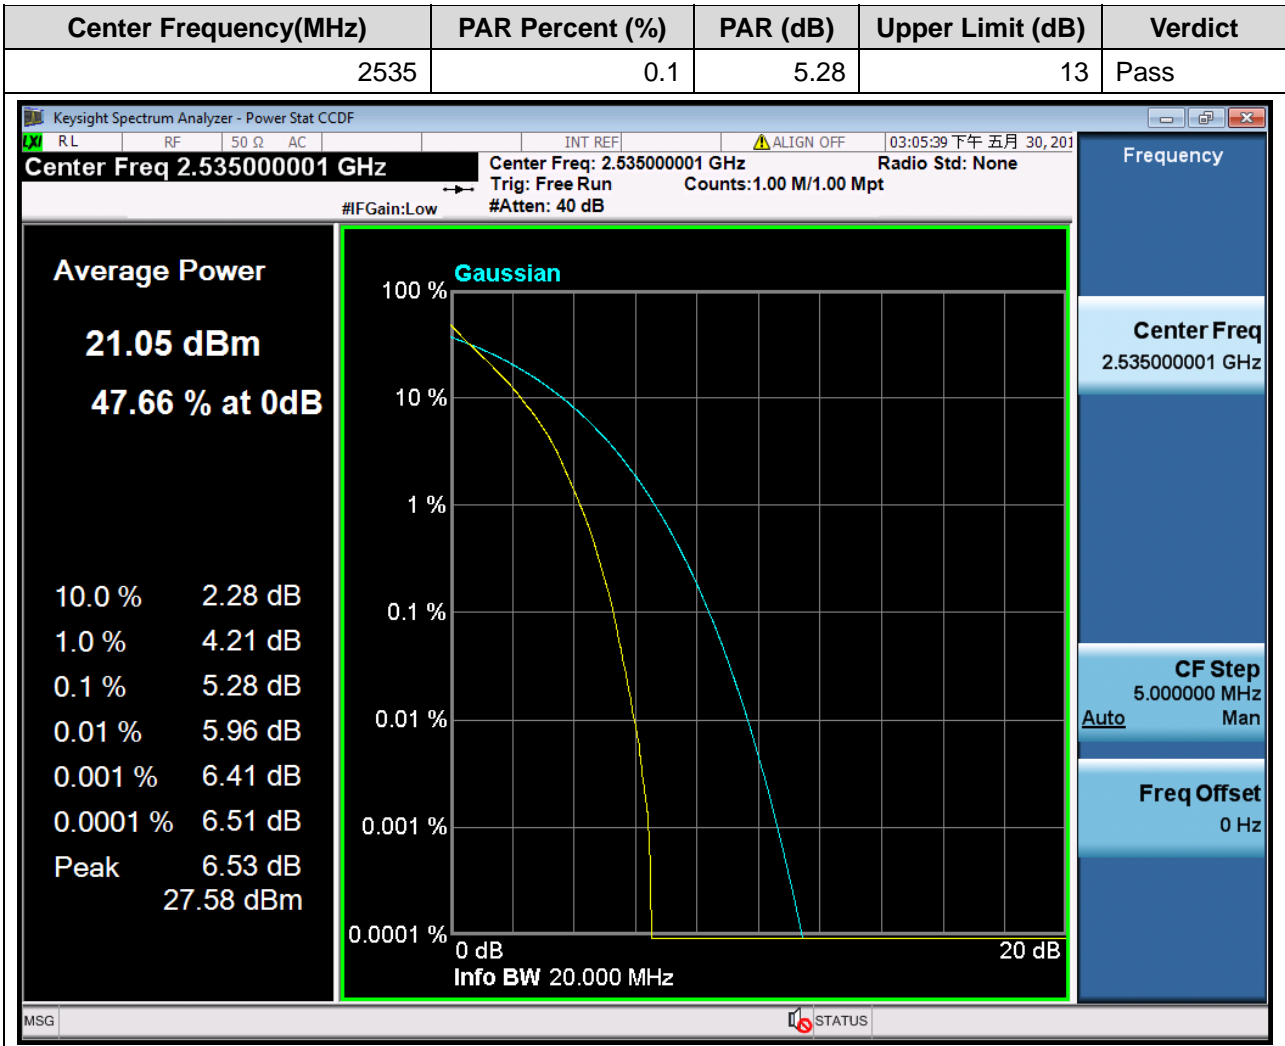 Center Frequency(MHz) PAR Percent (%) PAR (dB) Upper Limit (dB) Verdict
2535 0.1 5.28 13 Pass
Keysight Spectrum Analyzer - Power Stat CCDF
LXI RL RF 50 Ω AC INT REF ALIGN OFF 03:05:39 下午 五月 30, 201
Center Freq 2.535000001 GHz
Center Freq: 2.535000001 GHz Radio Std: None
Trig: Free Run Counts:1.00 M/1.00 Mpt
#IFGain:Low #Atten: 40 dB
Frequency
Average Power
21.05 dBm
47.66 % at 0dB
10.0 % 2.28 dB
1.0 % 4.21 dB
0.1 % 5.28 dB
0.01 % 5.96 dB
0.001 % 6.41 dB
0.0001 % 6.51 dB
Peak 6.53 dB
27.58 dBm
Gaussian
100 %
10 %
1 %
0.1 %
0.01 %
0.001 %
0.0001 %
0 dB 20 dB
Info BW 20.000 MHz
Center Freq
2.535000001 GHz
CF Step
5.000000 MHz
Auto Man
Freq Offset
0 Hz
MSG STATUS